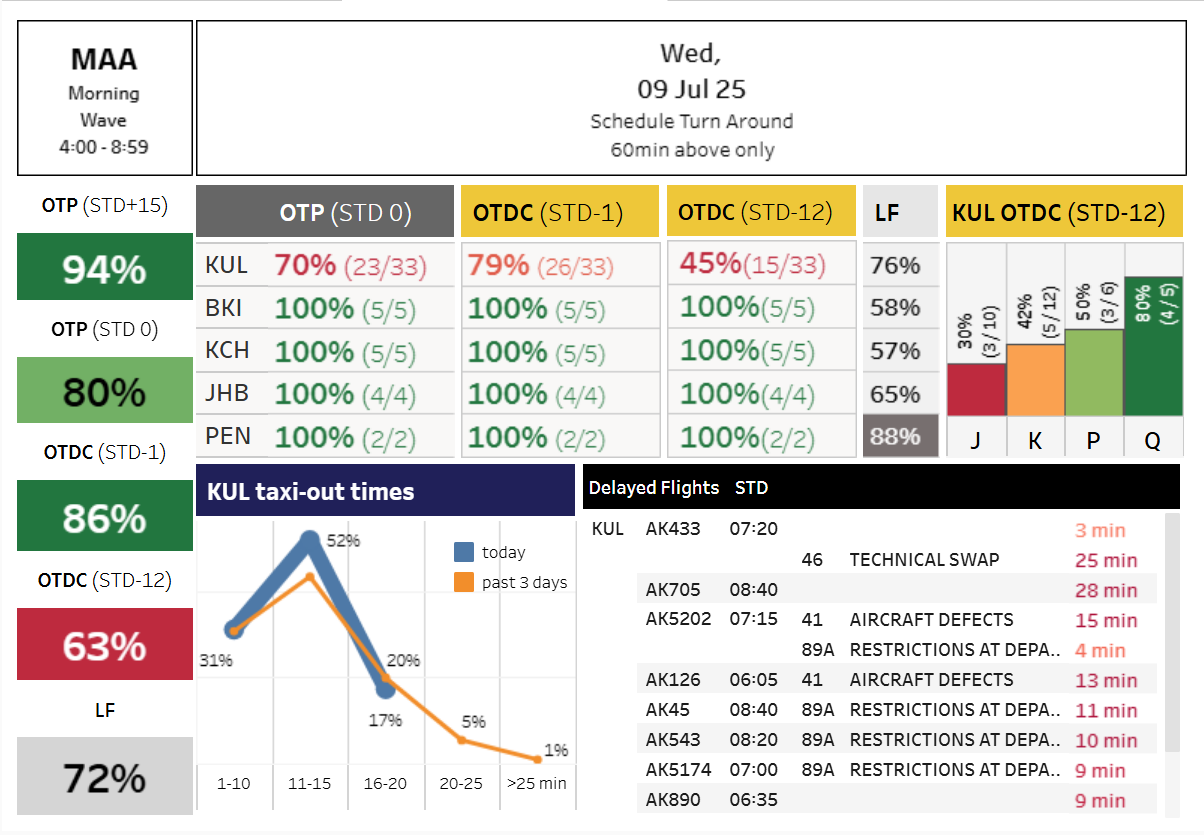 MAA
Morning
Wave
4:00 - 8:59
Wed,
09 Jul 25
Schedule Turn Around
60min above only
OTP (STD+15)
94%
OTP (STD 0)
80%
OTDC (STD-1)
86%
OTDC (STD-12)
63%
LF
72%
OTP (STD 0) OTDC (STD-1) OTDC (STD-12) LF
KUL 70% (23/33) 79% (26/33) 45%(15/33) 76%
BKI 100% (5/5) 100% (5/5) 100%(5/5) 58%
KCH 100% (5/5) 100% (5/5) 100%(5/5) 57%
JHB 100% (4/4) 100% (4/4) 100%(4/4) 65%
PEN 100% (2/2) 100% (2/2) 100%(2/2) 88%
KUL OTDC (STD-12)
30%
(3 / 10)
42%
(5 / 12)
50%
(3 / 6)
80%
(4 / 5)
J K P Q
KUL taxi-out times
52%
today
past 3 days
31%
20%
17%
5%
1%
1-10 11-15 16-20 20-25 >25 min
Delayed Flights STD
KUL AK433 07:20 3 min
46 TECHNICAL SWAP 25 min
AK705 08:40 28 min
AK5202 07:15 41 AIRCRAFT DEFECTS 15 min
89A RESTRICTIONS AT DEPA.. 4 min
AK126 06:05 41 AIRCRAFT DEFECTS 13 min
AK45 08:40 89A RESTRICTIONS AT DEPA.. 11 min
AK543 08:20 89A RESTRICTIONS AT DEPA.. 10 min
AK5174 07:00 89A RESTRICTIONS AT DEPA.. 9 min
AK890 06:35 9 min